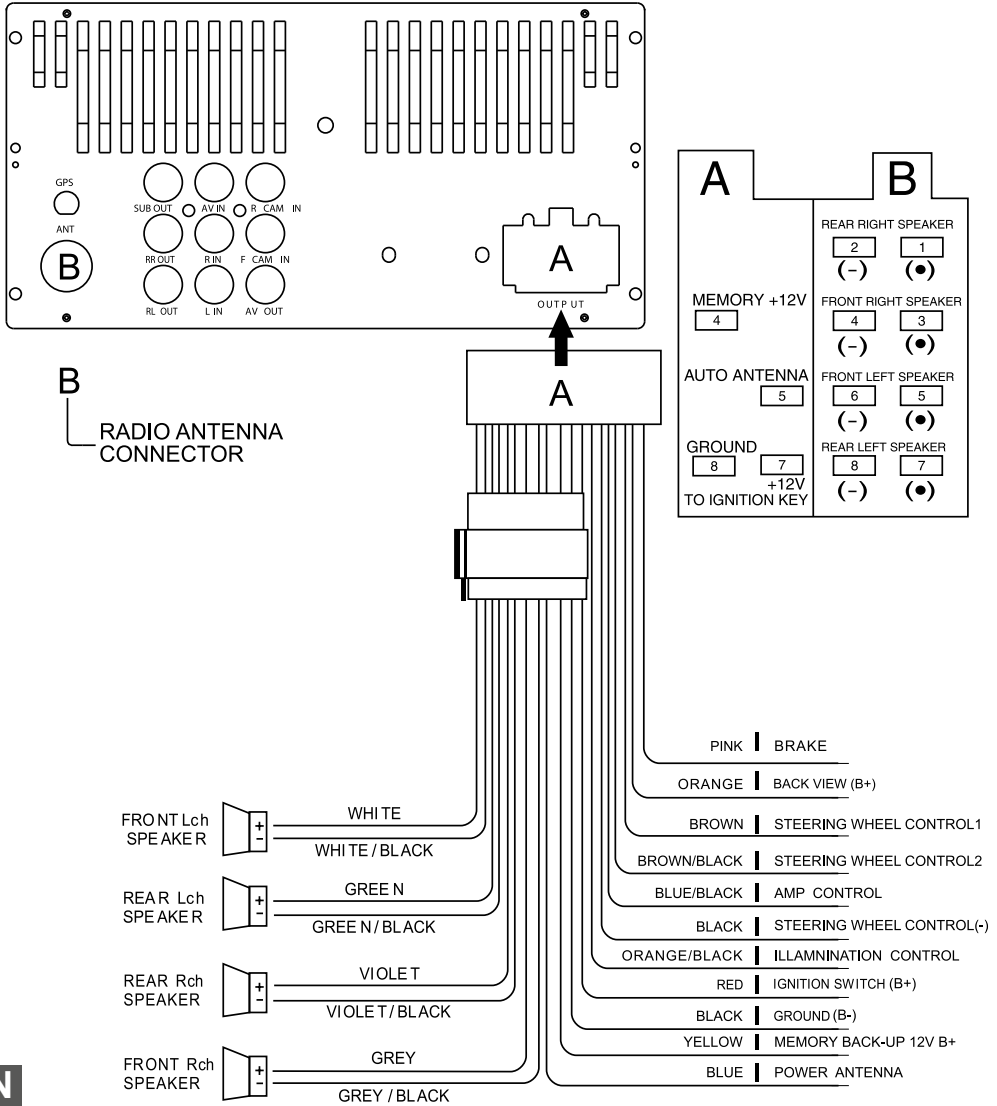 GPS
ANT
B
SUB OUT
AV IN
R CAM IN
RR OUT
R IN
F CAM IN
RL OUT
L IN
AV OUT
A
OUTPUT
A
B
RADIO ANTENNA
CONNECTOR
A
MEMORY +12V
4
AUTO ANTENNA
5
GROUND
8
7
+12V
TO IGNITION KEY
B
REAR RIGHT SPEAKER
2 1
(-) (•)
FRONT RIGHT SPEAKER
4 3
(-) (•)
FRONT LEFT SPEAKER
6 5
(-) (•)
REAR LEFT SPEAKER
8 7
(-) (•)
FRONT Lch
SPEAKER
+
-
WHITE
WHITE/BLACK
REAR Lch
SPEAKER
+
-
GREEN
GREEN/BLACK
REAR Rch
SPEAKER
+
-
VIOLET
VIOLET/BLACK
FRONT Rch
SPEAKER
+
-
GREY
GREY / BLACK
PINK BRAKE
ORANGE BACK VIEW (B+)
BROWN STEERING WHEEL CONTROL1
BROWN/BLACK STEERING WHEEL CONTROL2
BLUE/BLACK AMP CONTROL
BLACK STEERING WHEEL CONTROL(-)
ORANGE/BLACK ILLAMNINATION CONTROL
RED IGNITION SWITCH (B+)
BLACK GROUND (B-)
YELLOW MEMORY BACK-UP 12V B+
BLUE POWER ANTENNA